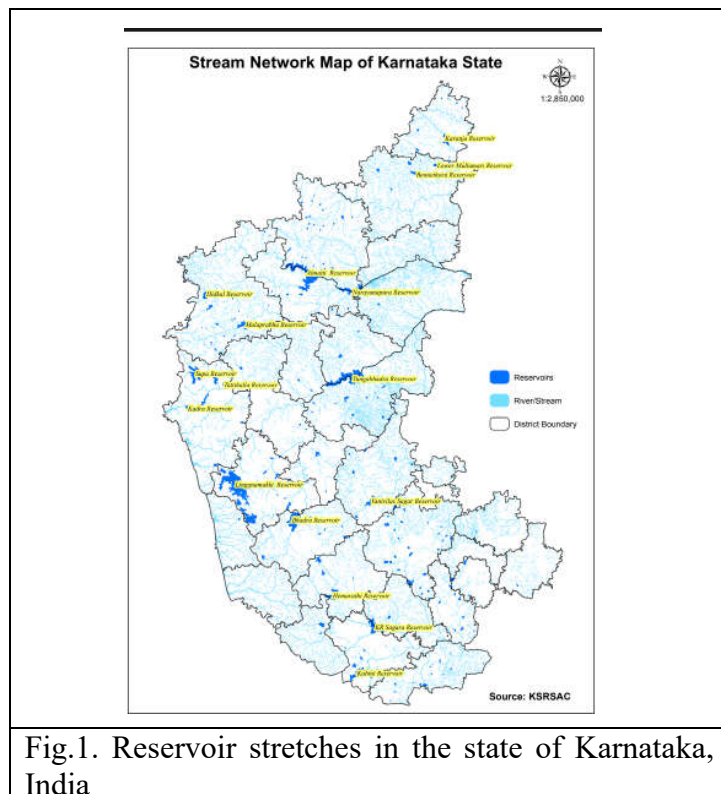 Stream Network Map of Karnataka State
N
W
E
S
1:2,850,000
Karanja Reservoir
Lower Mullamari Reservoir
Bennethora Reservoir
Almatti Reservoir
Narayanapura Reservoir
Hidkal Reservoir
Malaprabha Reservoir
Supa Reservoir
Tattihalla Reservoir
Tungabhadra Reservoir
Kadra Reservoir
Reservoirs
River/Stream
District Boundary
Reservoir
Vanivilas Sagar Reservoir
Bhadra Reservoir
Hemavathi Reservoir
KR Sagara Reservoir
Kabini Reservoir
Source: KSRSAC
Fig.1. Reservoir stretches in the state of Karnataka,
India